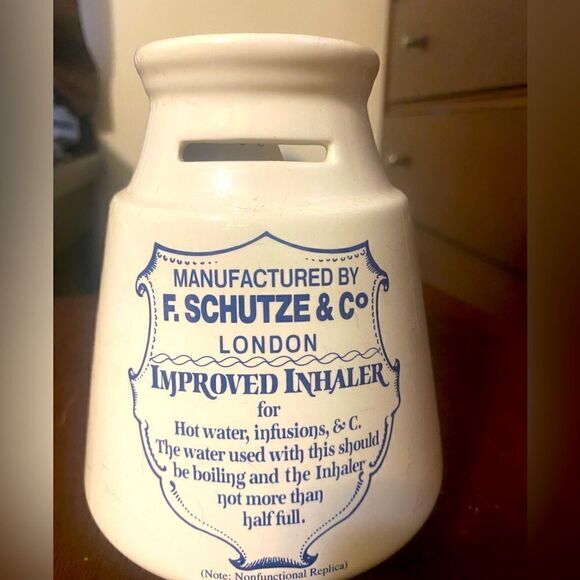 MANUFACTURED BY
F. SCHUTZE & Co
LONDON
IMPROVED INHALER
for
Hot water, infusions, & C.
The water used with this should
be boiling and the Inhaler
not more than
half full.
(Note: Nonfunctional Replica)